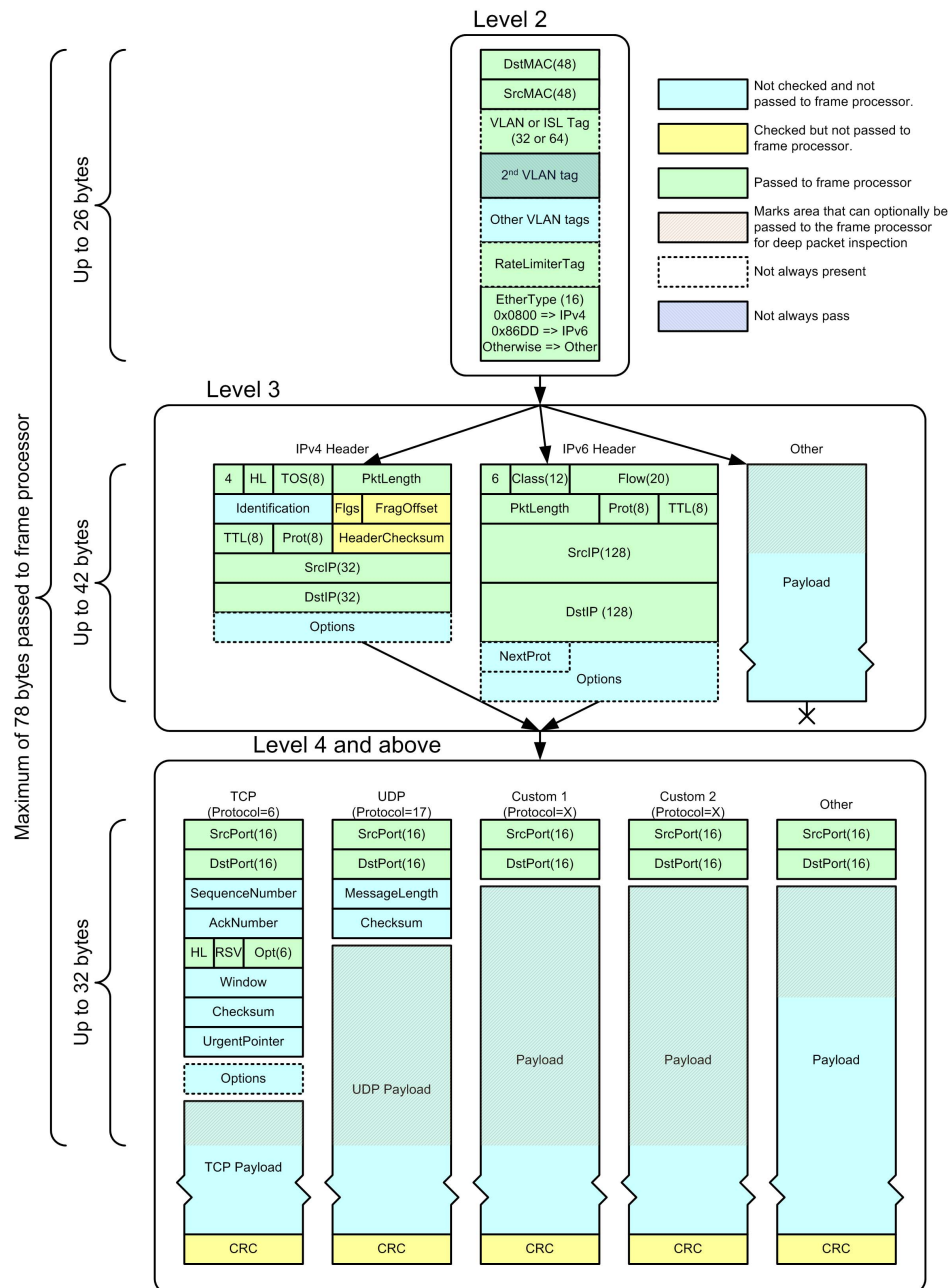 Level 2
DstMAC(48)
SrcMAC(48)
VLAN or ISL Tag
(32 or 64)
2nd VLAN tag
Other VLAN tags
RateLimiterTag
EtherType (16)
0x0800 => IPv4
0x86DD => IPv6
Otherwise => Other
Not checked and not
passed to frame processor.
Checked but not passed to
frame processor.
Passed to frame processor
Marks area that can optionally be
passed to the frame processor
for deep packet inspection
Not always present
Not always pass
Up to 26 bytes
Maximum of 78 bytes passed to frame processor
Level 3
Up to 42 bytes
IPv4 Header
4 HL TOS(8) PktLength
Identification Flgs FragOffset
TTL(8) Prot(8) HeaderChecksum
SrcIP(32)
DstIP(32)
Options
IPv6 Header
6 Class(12) Flow(20)
PktLength Prot(8) TTL(8)
SrcIP(128)
DstIP (128)
NextProt
Options
Other
Payload
Level 4 and above
Up to 32 bytes
TCP
(Protocol=6)
SrcPort(16)
DstPort(16)
SequenceNumber
AckNumber
HL RSV Opt(6)
Window
Checksum
UrgentPointer
Options
TCP Payload
CRC
UDP
(Protocol=17)
SrcPort(16)
DstPort(16)
MessageLength
Checksum
UDP Payload
CRC
Custom 1
(Protocol=X)
SrcPort(16)
DstPort(16)
Payload
CRC
Custom 2
(Protocol=X)
SrcPort(16)
DstPort(16)
Payload
CRC
Other
SrcPort(16)
DstPort(16)
Payload
CRC